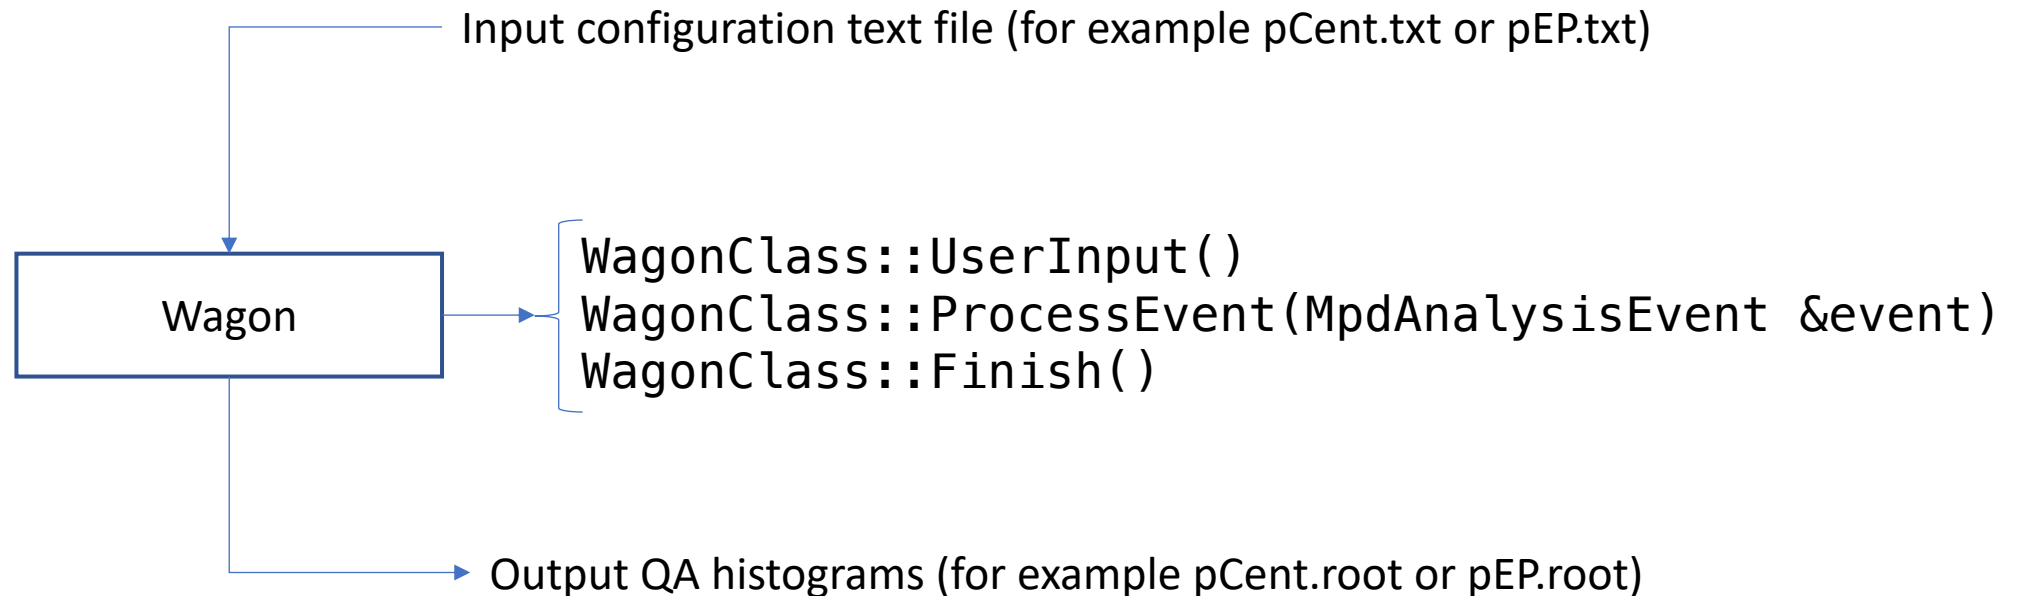 Input configuration text file (for example pCent.txt or pEP.txt)
WagonClass::UserInput()
Wagon
WagonClass::ProcessEvent(MpdAnalysisEvent &event)
WagonClass::Finish()
Output QA histograms (for example pCent.root or pEP.root)